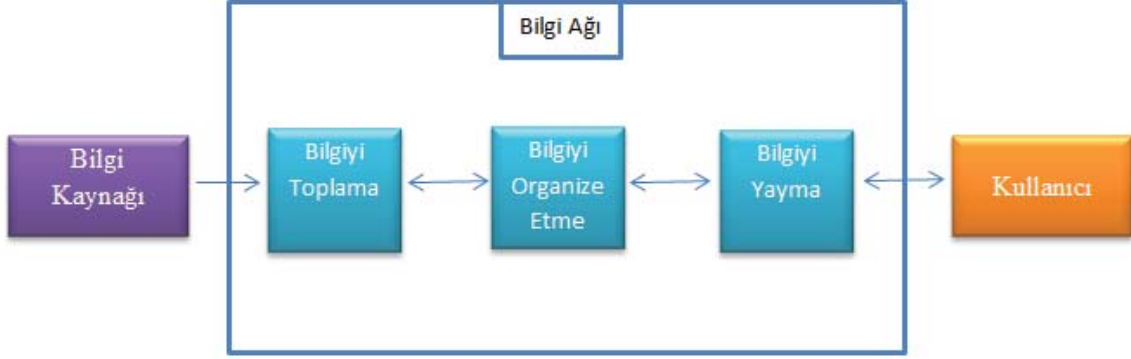 Bilgi Ağı
Bilgi
Kaynağı
Bilgiyi
Toplama
Bilgiyi
Organize
Etme
Bilgiyi
Yayma
Kullanıcı